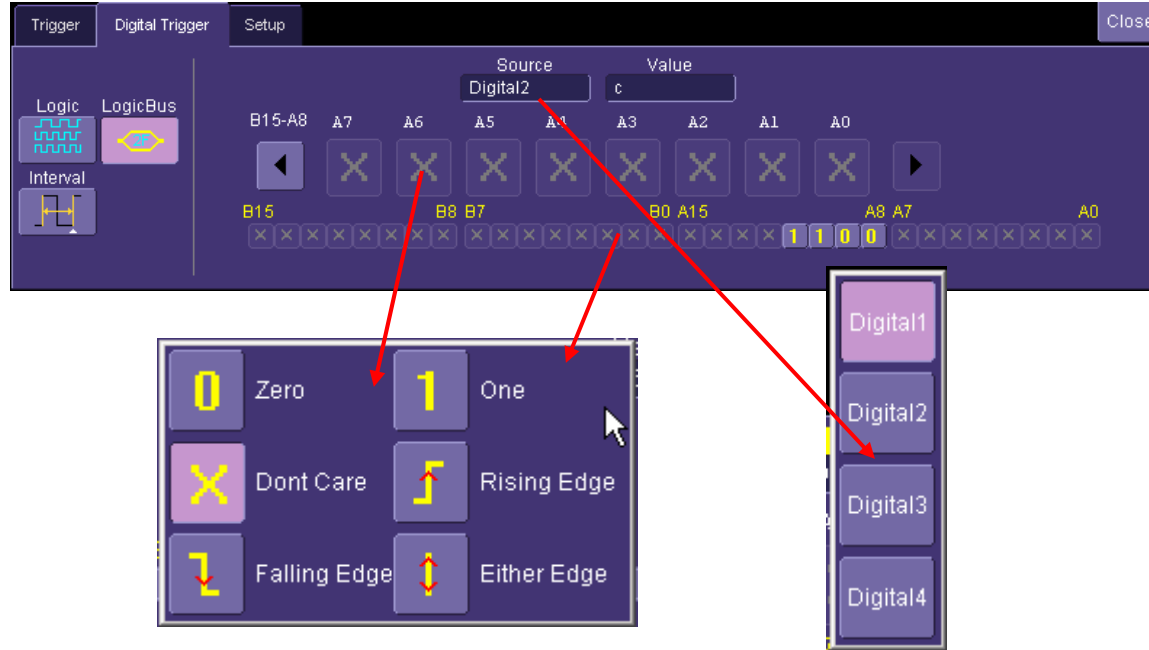 Trigger Digital Trigger Setup Close
Source Value
Digital2 c
Logic LogicBus
B15-A8 A7 A6 A5 A4 A3 A2 A1 A0
X X X X X X X X
Interval
B15 B8 B7 B0 A15 A8 A7 A0
X X X X X X X X X X X X X X X X X X X X 1 1 0 0 X X X X X X X X
Digital1
0 Zero 1 One
Digital2
X Dont Care Rising Edge
Digital3
Falling Edge Either Edge
Digital4